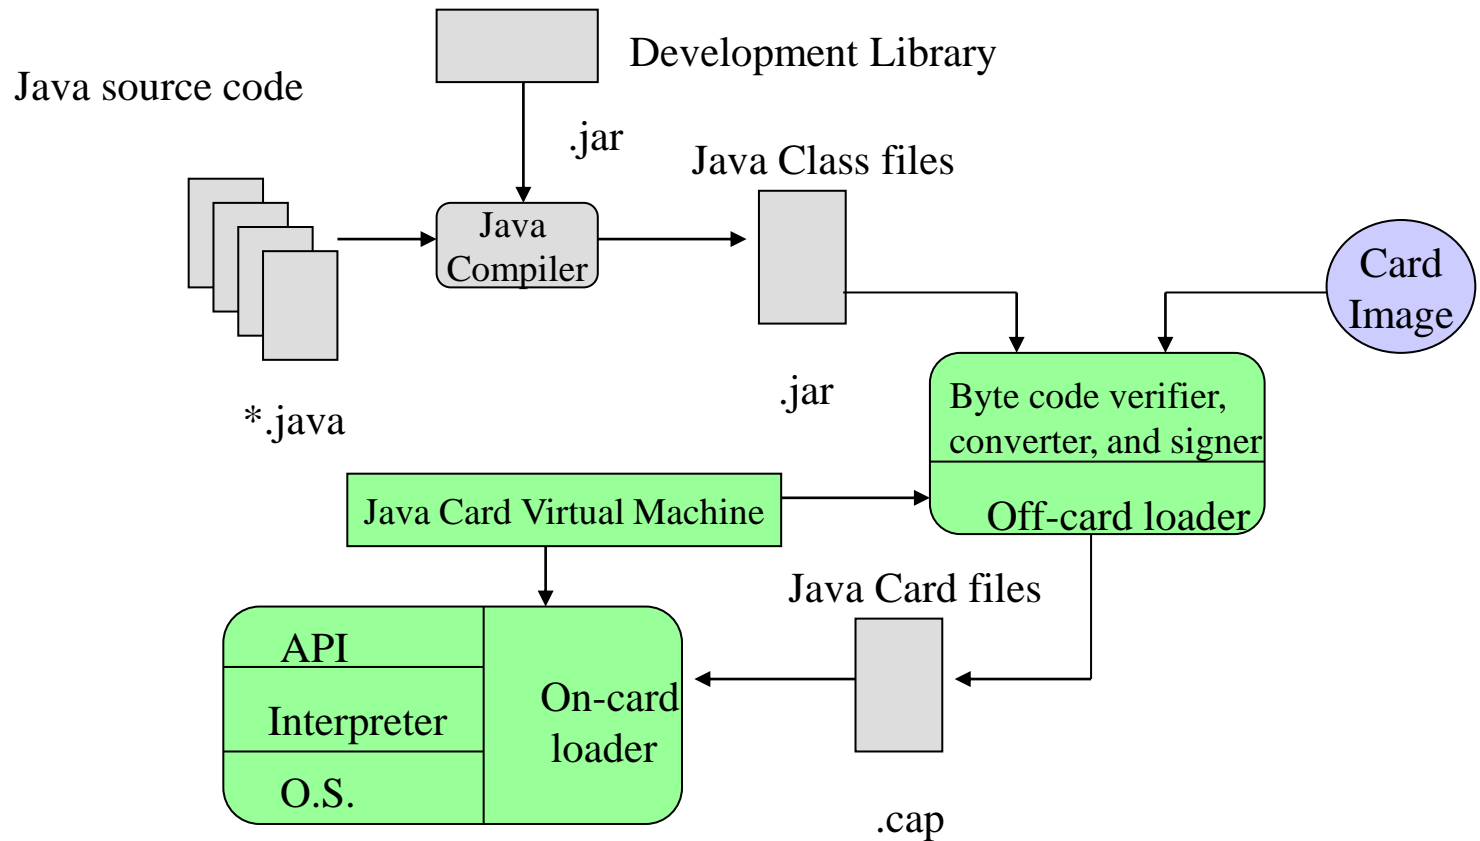 Development Library
Java source code
.jar
Java Class files
Java
Compiler
Card
Image
.jar
*.java
Byte code verifier,
converter, and signer
Off-card loader
Java Card Virtual Machine
Java Card files
API
Interpreter
O.S.
On-card
loader
.cap